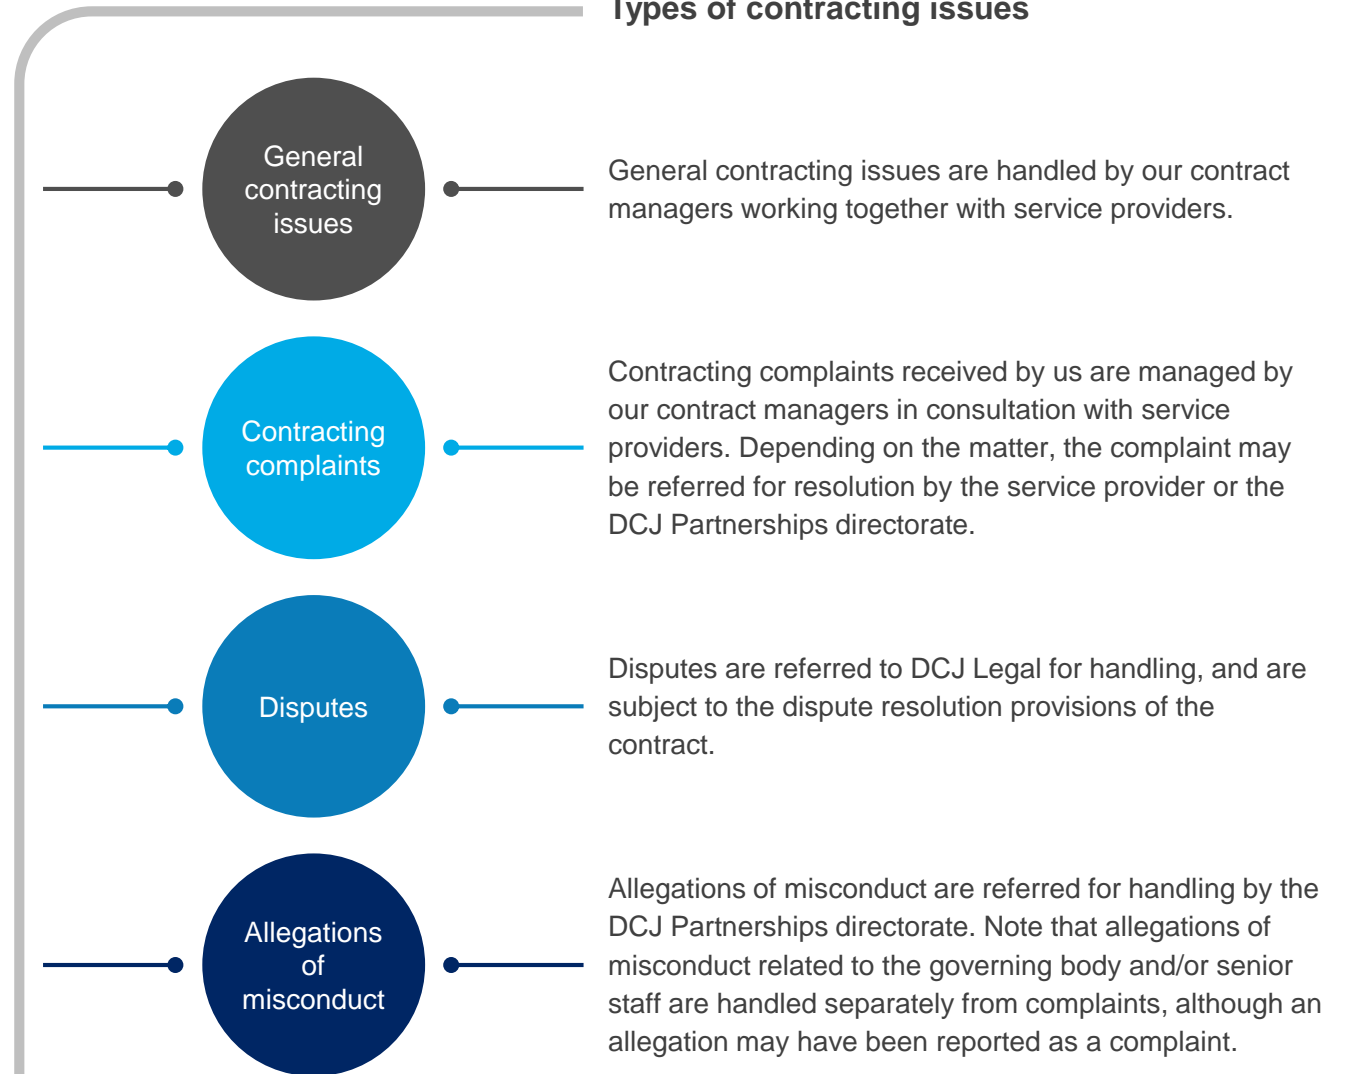 Types of contracting issues
General
contracting
issues
General contracting issues are handled by our contract
managers working together with service providers.
Contracting
complaints
Contracting complaints received by us are managed by
our contract managers in consultation with service
providers. Depending on the matter, the complaint may
be referred for resolution by the service provider or the
DCJ Partnerships directorate.
Disputes
Disputes are referred to DCJ Legal for handling, and are
subject to the dispute resolution provisions of the
contract.
Allegations
of
misconduct
Allegations of misconduct are referred for handling by the
DCJ Partnerships directorate. Note that allegations of
misconduct related to the governing body and/or senior
staff are handled separately from complaints, although an
allegation may have been reported as a complaint.